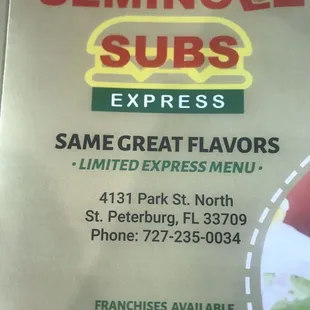 SEMINOLE
SUBS
EXPRESS
SAME GREAT FLAVORS
• LIMITED EXPRESS MENU •
4131 Park St. North
St. Peterburg, FL 33709
Phone: 727-235-0034
FRANCHISES AVAILABLE